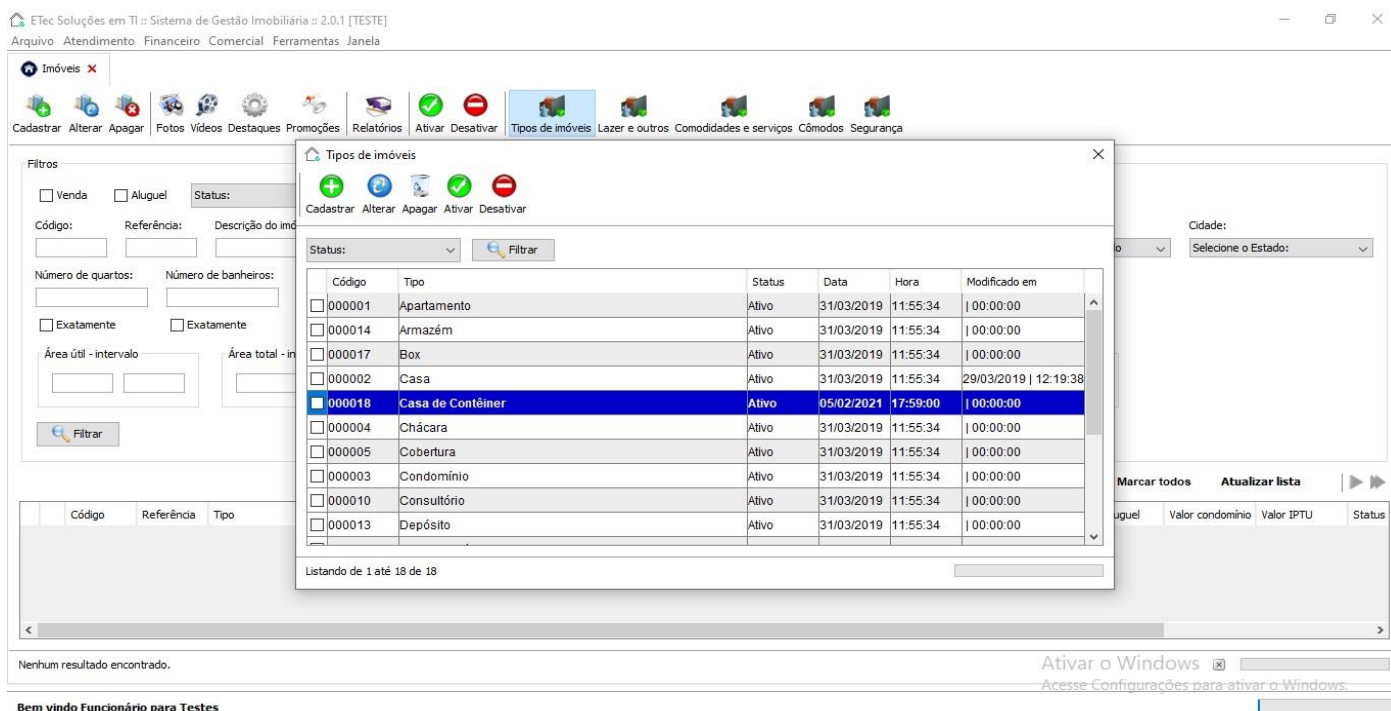 ETec Soluções em TI :: Sistema de Gestão Imobiliária :: 2.0.1 [TESTE]
Arquivo Atendimento Financeiro Comercial Ferramentas Janela
Imóveis
Cadastrar Alterar Apagar Fotos Vídeos Destaques Promoções Relatórios Ativar Desativar Tipos de imóveis Lazer e outros Comodidades e serviços Cômodos Segurança
Filtros
Venda Aluguel Status:
Código: Referência: Descrição do imó
Cidade:
Selecione o Estado:
Número de quartos: Número de banheiros:
Exatamente Exatamente
Área útil - intervalo Área total - in
Filtrar
Tipos de imóveis
Cadastrar Alterar Apagar Ativar Desativar
Status: Filtrar
Código Tipo Status Data Hora Modificado em
000001 Apartamento Ativo 31/03/2019 11:55:34 | 00:00:00
000014 Armazém Ativo 31/03/2019 11:55:34 | 00:00:00
000017 Box Ativo 31/03/2019 11:55:34 | 00:00:00
000002 Casa Ativo 31/03/2019 11:55:34 29/03/2019 | 12:19:38
000018 Casa de Contêiner Ativo 05/02/2021 17:59:00 | 00:00:00
000004 Chácara Ativo 31/03/2019 11:55:34 | 00:00:00
000005 Cobertura Ativo 31/03/2019 11:55:34 | 00:00:00
000003 Condomínio Ativo 31/03/2019 11:55:34 | 00:00:00
000010 Consultório Ativo 31/03/2019 11:55:34 | 00:00:00
000013 Depósito Ativo 31/03/2019 11:55:34 | 00:00:00
Listando de 1 até 18 de 18
Marcar todos Atualizar lista
Código Referência Tipo uguel Valor condomínio Valor IPTU Status
Nenhum resultado encontrado.
Ativar o Windows
Acesse Configurações para ativar o Windows.
Bem vindo Funcionário para Testes